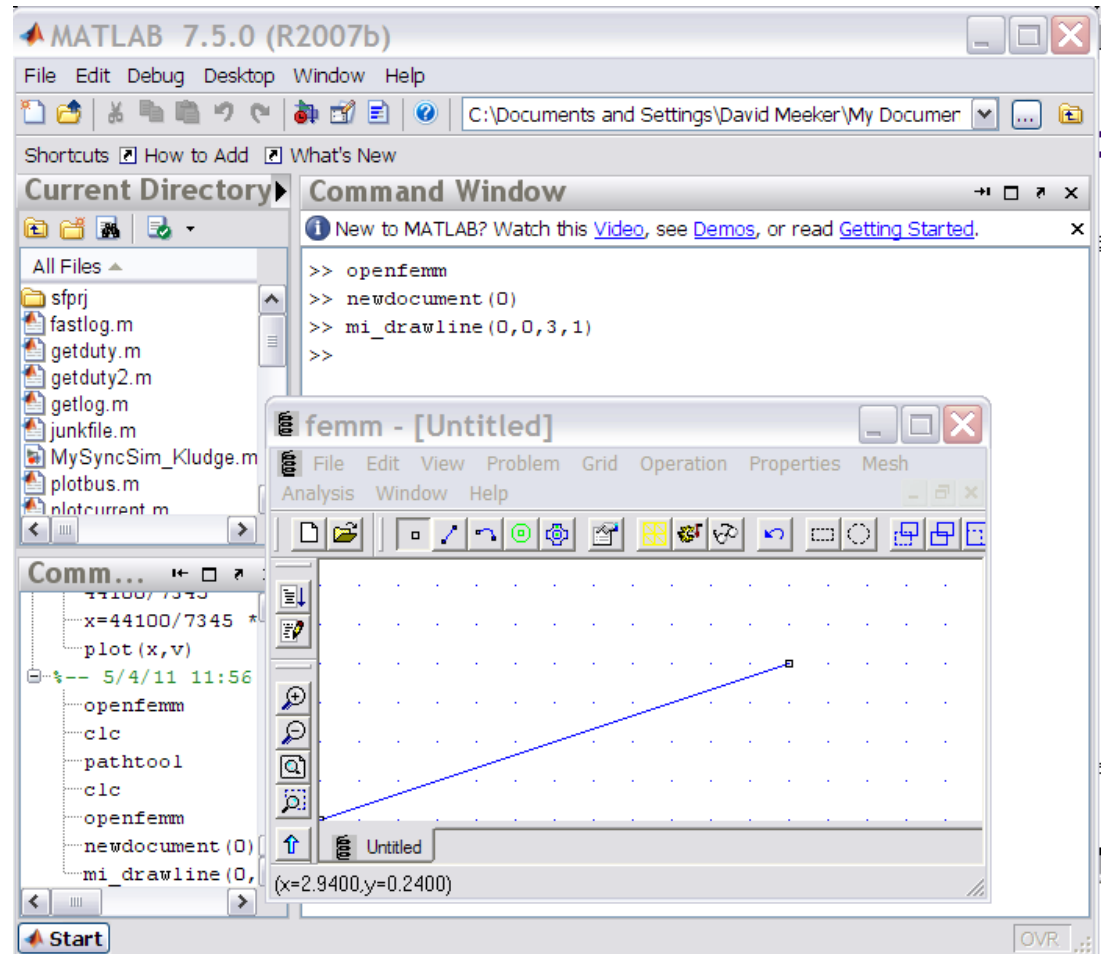 MATLAB 7.5.0 (R2007b)
File Edit Debug Desktop Window Help
C:\Documents and Settings\David Meeker\My Documer
Shortcuts How to Add What's New
Current Directory
All Files
sfprj
fastlog.m
getduty.m
getduty2.m
getlog.m
junkfile.m
MySyncSim_Kludge.m
plotbus.m
plotcurrent.m
Command Window
New to MATLAB? Watch this Video, see Demos, or read Getting Started.
>> openfemm
>> newdocument(0)
>> mi_drawline(0,0,3,1)
>>
Comm...
44100/7345
x=44100/7345 *
plot(x,v)
%-- 5/4/11 11:56
openfemm
clc
pathtool
clc
openfemm
newdocument(0)
mi_drawline(0,
femm - [Untitled]
File Edit View Problem Grid Operation Properties Mesh
Analysis Window Help
Untitled
(x=2.9400,y=0.2400)
Start
OVR